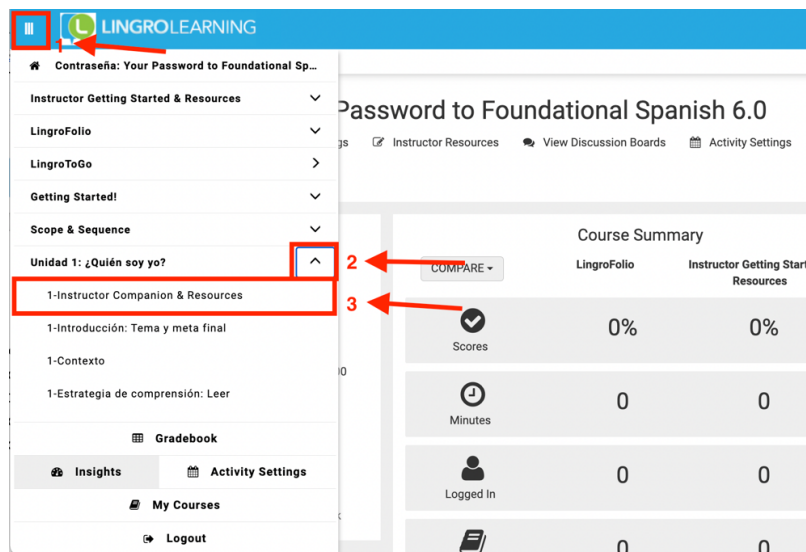 LINGROLEARNING
1
Contraseña: Your Password to Foundational Sp...
Instructor Getting Started & Resources
LingroFolio
LingroToGo
Getting Started!
Scope & Sequence
Unidad 1: ¿Quién soy yo?
2
1-Instructor Companion & Resources
3
1-Introducción: Tema y meta final
1-Contexto
1-Estrategia de comprensión: Leer
Gradebook
Insights
Activity Settings
My Courses
Logout
Password to Foundational Spanish 6.0
Instructor Resources
View Discussion Boards
Activity Settings
Course Summary
COMPARE
LingroFolio
Instructor Getting Start
Resources
Scores
0%
0%
Minutes
0
0
Logged In
0
0
0
0